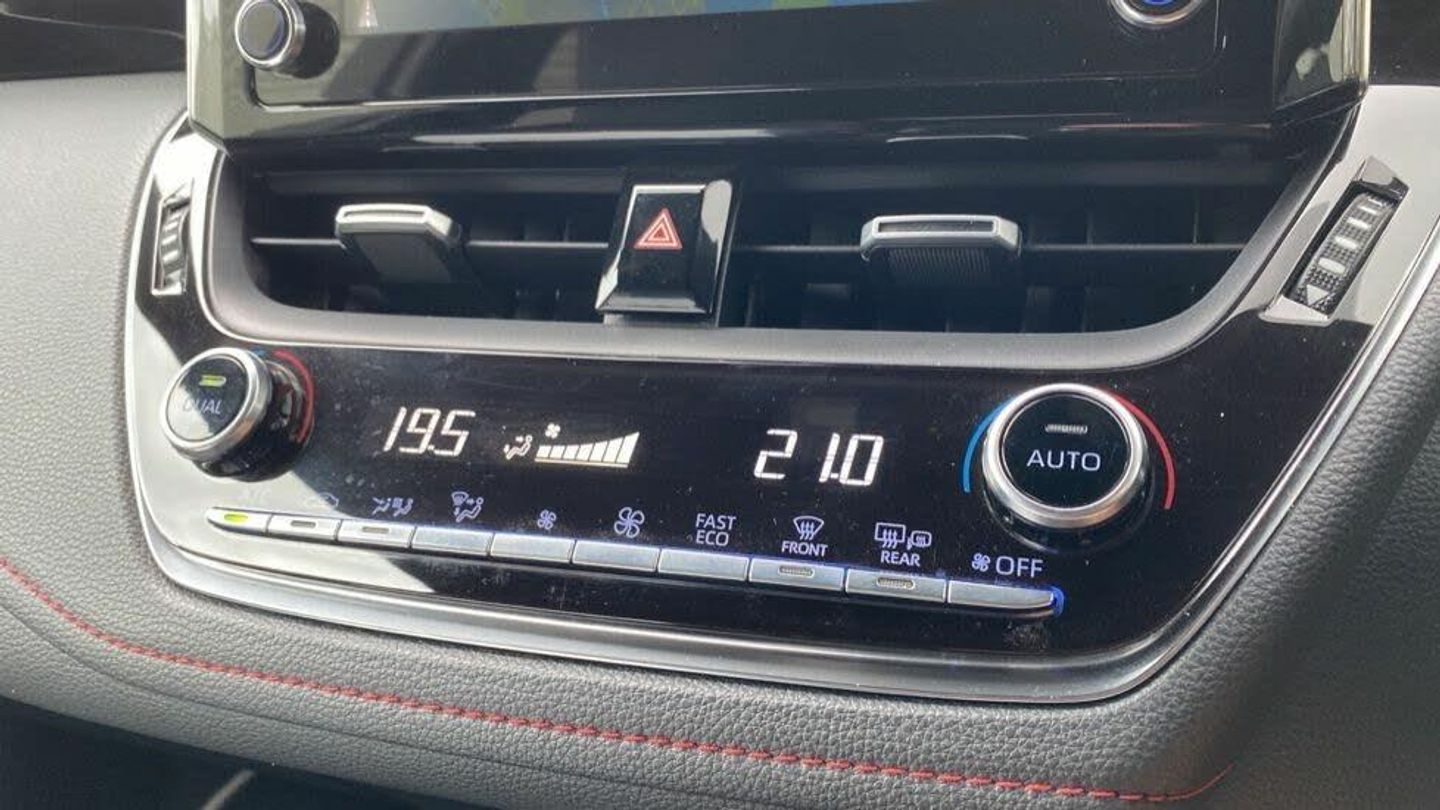 DUAL
19.5
21.0
AUTO
FAST
ECO
FRONT
REAR
OFF